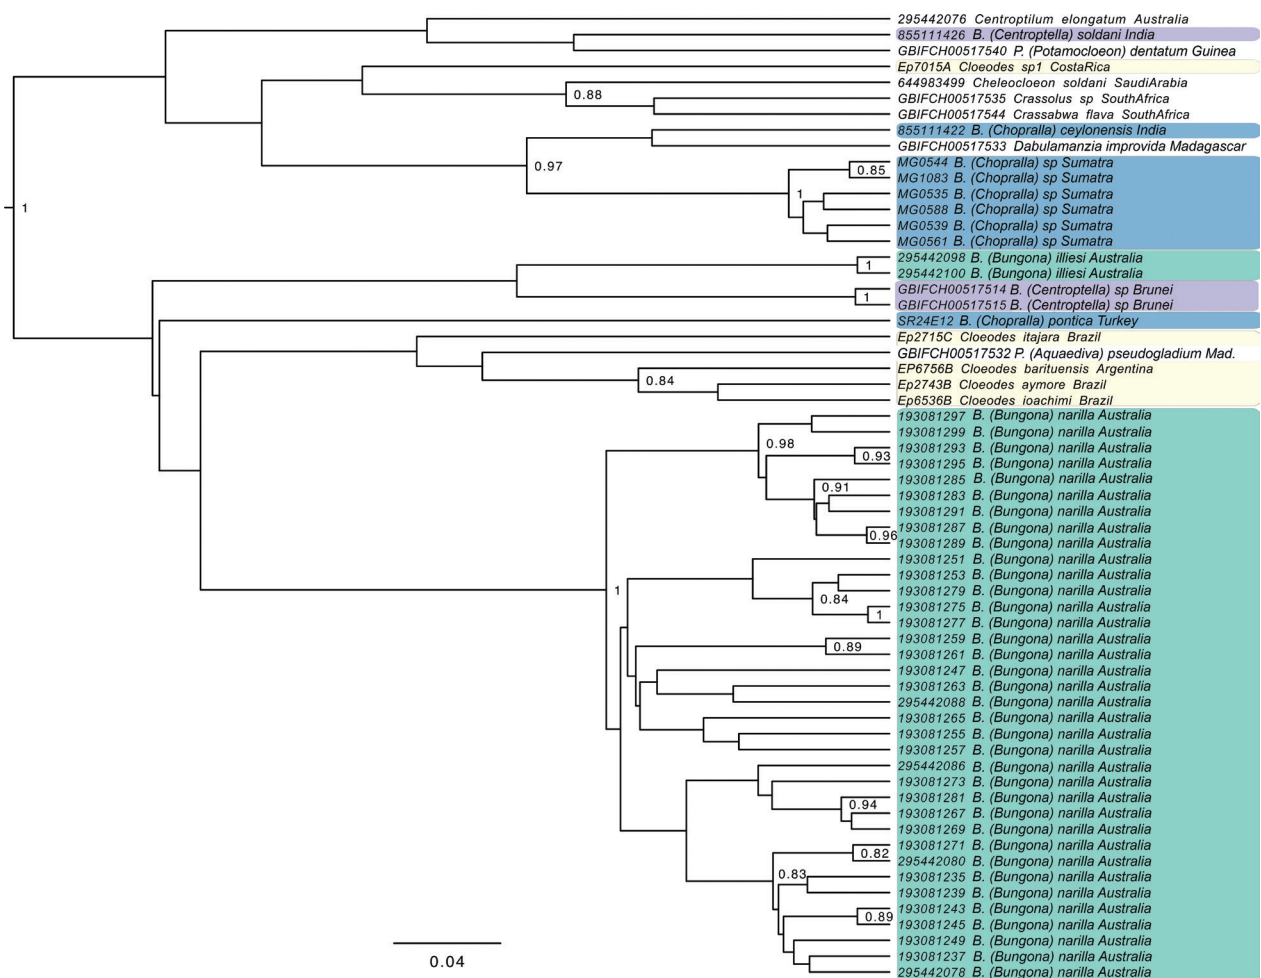 295442076 Centroptilum elongatum Australia
855111426 B. (Centroptella) soldani India
GBIFCH00517540 P. (Potamocloeon) dentatum Guinea
Ep7015A Cloeodes sp1 CostaRica
644983499 Cheleocloeon soldani SaudiArabia
0.88
GBIFCH00517535 Crassolus sp SouthAfrica
GBIFCH00517544 Crassabwa flava SouthAfrica
855111422 B. (Chopralla) ceylonensis India
GBIFCH00517533 Dabulamanzia improvida Madagascar
0.97
MG0544 B. (Chopralla) sp Sumatra
0.85
MG1083 B. (Chopralla) sp Sumatra
1
MG0535 B. (Chopralla) sp Sumatra
1
MG0588 B. (Chopralla) sp Sumatra
MG0539 B. (Chopralla) sp Sumatra
MG0561 B. (Chopralla) sp Sumatra
295442098 B. (Bungona) illiesi Australia
1
295442100 B. (Bungona) illiesi Australia
GBIFCH00517514 B. (Centroptella) sp Brunei
1
GBIFCH00517515 B. (Centroptella) sp Brunei
SR24E12 B. (Chopralla) pontica Turkey
Ep2715C Cloeodes itajara Brazil
GBIFCH00517532 P. (Aquaediva) pseudogladium Mad.
EP6756B Cloeodes barituensis Argentina
0.84
Ep2743B Cloeodes aymore Brazil
Ep6536B Cloeodes ioachimi Brazil
193081297 B. (Bungona) narilla Australia
193081299 B. (Bungona) narilla Australia
0.98
193081293 B. (Bungona) narilla Australia
0.93
193081295 B. (Bungona) narilla Australia
193081285 B. (Bungona) narilla Australia
0.91
193081283 B. (Bungona) narilla Australia
193081291 B. (Bungona) narilla Australia
193081287 B. (Bungona) narilla Australia
0.96
193081289 B. (Bungona) narilla Australia
193081251 B. (Bungona) narilla Australia
193081253 B. (Bungona) narilla Australia
1
193081279 B. (Bungona) narilla Australia
0.84
193081275 B. (Bungona) narilla Australia
1
193081277 B. (Bungona) narilla Australia
193081259 B. (Bungona) narilla Australia
0.89
193081261 B. (Bungona) narilla Australia
193081247 B. (Bungona) narilla Australia
193081263 B. (Bungona) narilla Australia
295442088 B. (Bungona) narilla Australia
193081265 B. (Bungona) narilla Australia
193081255 B. (Bungona) narilla Australia
193081257 B. (Bungona) narilla Australia
295442086 B. (Bungona) narilla Australia
193081273 B. (Bungona) narilla Australia
193081281 B. (Bungona) narilla Australia
0.94
193081267 B. (Bungona) narilla Australia
193081269 B. (Bungona) narilla Australia
193081271 B. (Bungona) narilla Australia
0.82
295442080 B. (Bungona) narilla Australia
0.83
193081235 B. (Bungona) narilla Australia
193081239 B. (Bungona) narilla Australia
193081243 B. (Bungona) narilla Australia
0.89
193081245 B. (Bungona) narilla Australia
193081249 B. (Bungona) narilla Australia
193081237 B. (Bungona) narilla Australia
295442078 B. (Bungona) narilla Australia
0.04